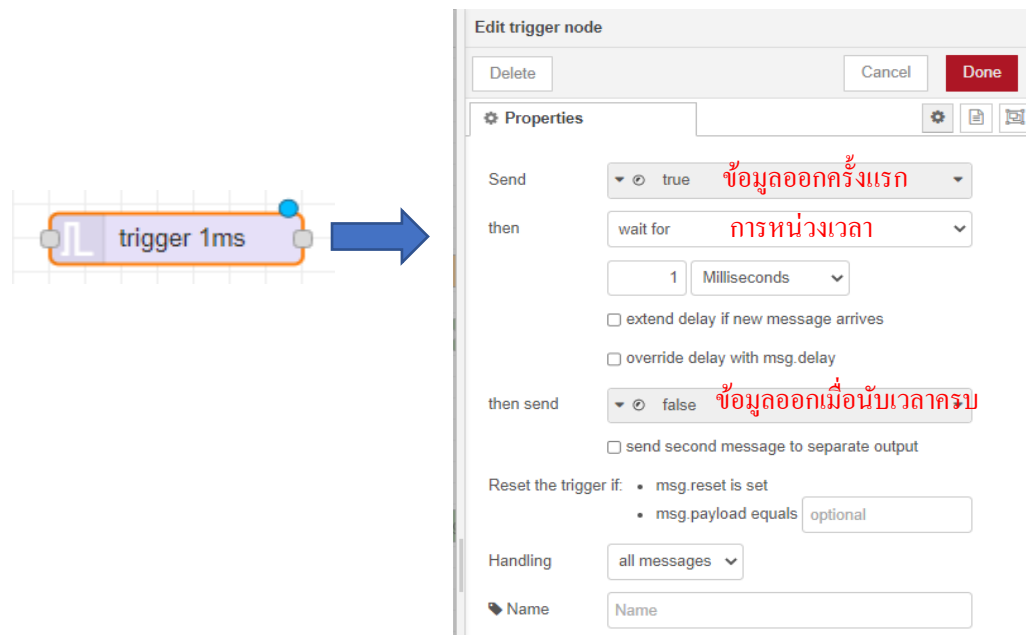 Edit trigger node
Delete
Cancel
Done
Properties
Send
true
ข้อมูลออกครั้งแรก
then
wait for
การหน่วงเวลา
trigger 1ms
1
Milliseconds
extend delay if new message arrives
override delay with msg.delay
then send
false
ข้อมูลออกเมื่อนับเวลาครบ
send second message to separate output
Reset the trigger if:
• msg.reset is set
• msg.payload equals
optional
Handling
all messages
Name
Name